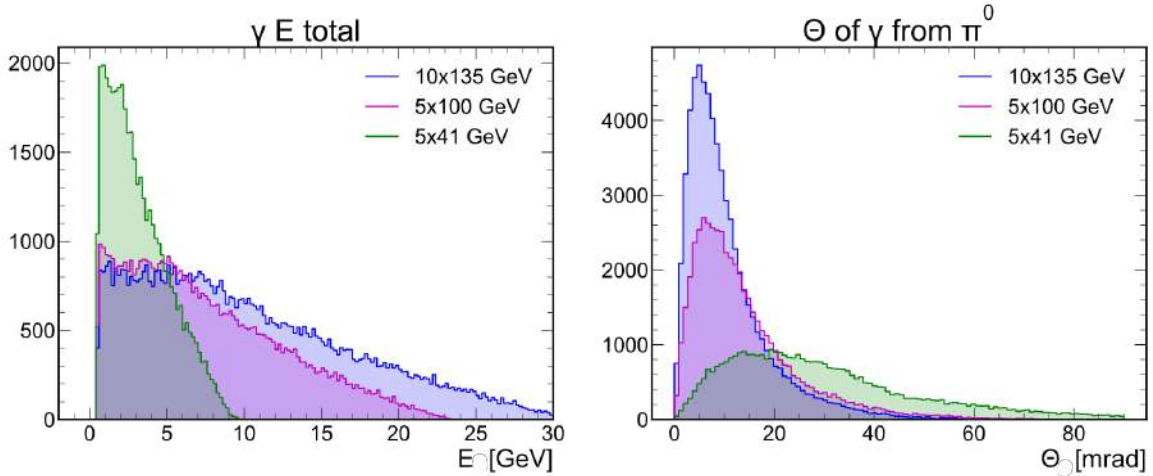 γ E total
2000
1500
1000
500
0
0 5 10 15 20 25 30
E [GeV]
10x135 GeV
5x100 GeV
5x41 GeV
Θ of γ from π⁰
4000
3000
2000
1000
0
0 20 40 60 80
Θ [mrad]
10x135 GeV
5x100 GeV
5x41 GeV